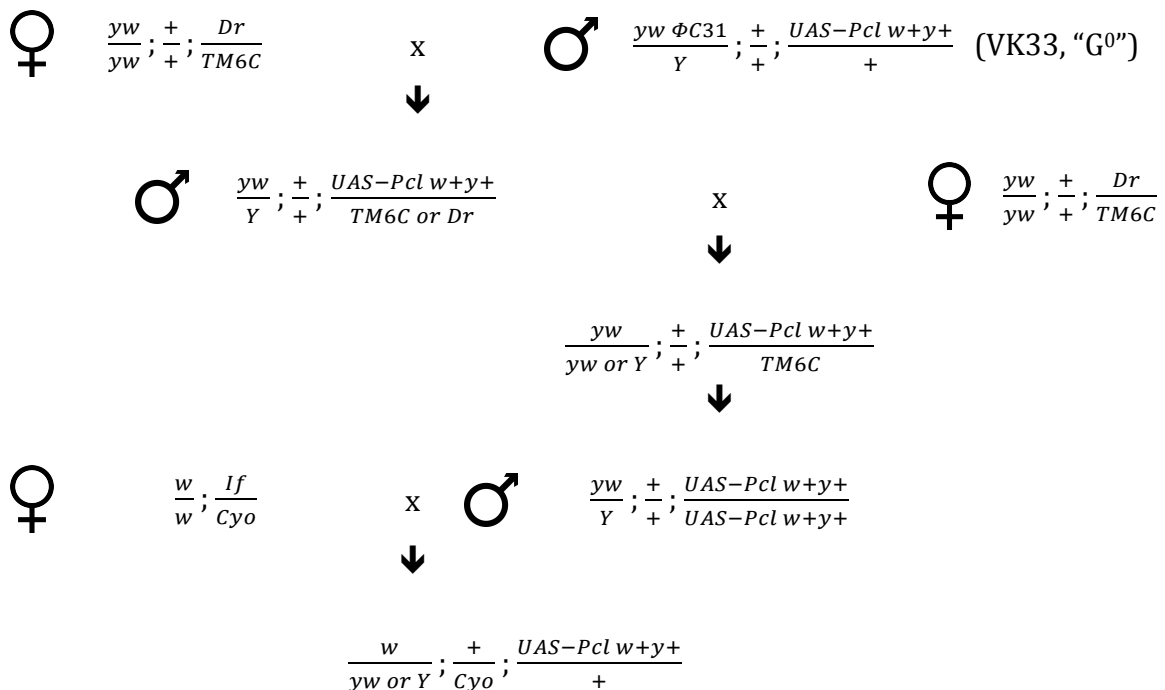 ♀ yw/yw ; +/+ ; Dr/TM6C x ♂ yw ΦC31/Y ; +/+ ; UAS−Pcl w+y+/+ (VK33, “G⁰”)
🡻
♂ yw/Y ; +/+ ; UAS−Pcl w+y+/TM6C or Dr x ♀ yw/yw ; +/+ ; Dr/TM6C
🡻
yw/yw or Y ; +/+ ; UAS−Pcl w+y+/TM6C
🡻
♀ w/w ; If/Cyo x ♂ yw/Y ; +/+ ; UAS−Pcl w+y+/UAS−Pcl w+y+
🡻
w/yw or Y ; +/Cyo ; UAS−Pcl w+y+/+